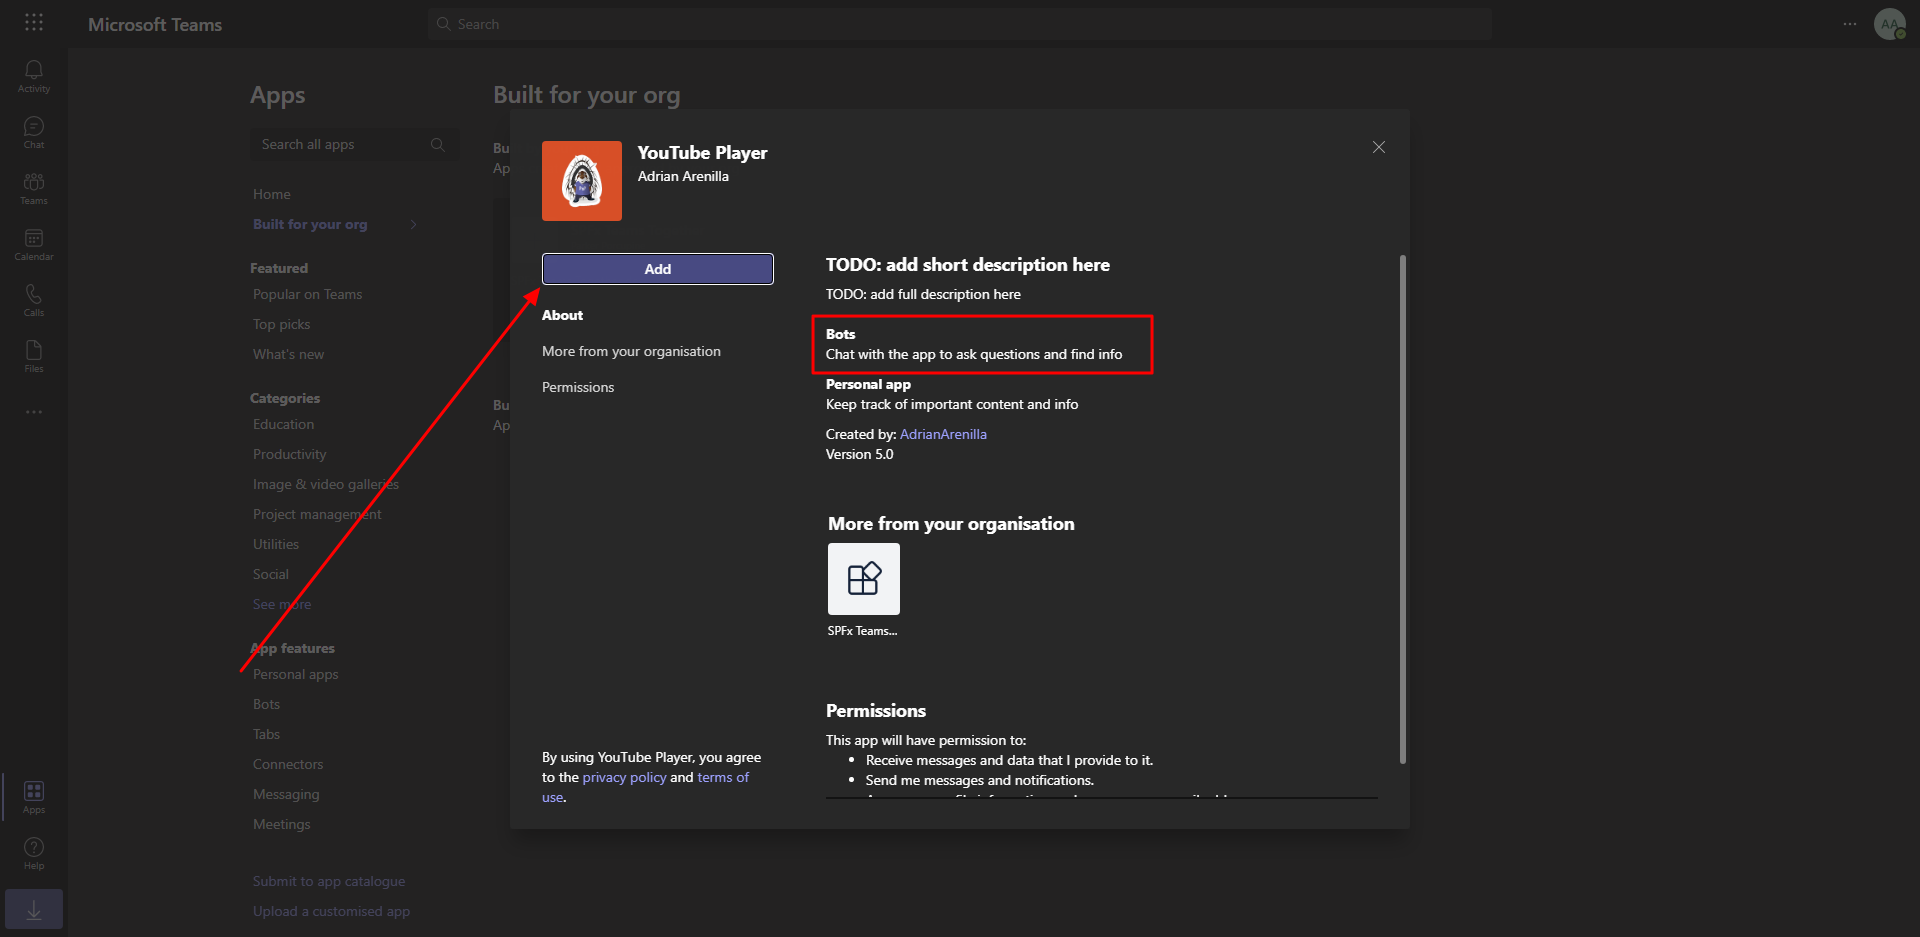 Microsoft Teams
Search
AA
Activity
Chat
Teams
Calendar
Calls
Files
Apps
Help
Apps
Search all apps
Home
Built for your org
Featured
Popular on Teams
Top picks
What's new
Categories
Education
Productivity
Image & video galleries
Project management
Utilities
Social
See more
App features
Personal apps
Bots
Tabs
Connectors
Messaging
Meetings
Submit to app catalogue
Upload a customised app
Built for your org
Bu
Ap
Bu
Ap
YouTube Player
Adrian Arenilla
Add
About
More from your organisation
Permissions
By using YouTube Player, you agree
to the privacy policy and terms of
use.
TODO: add short description here
TODO: add full description here
Bots
Chat with the app to ask questions and find info
Personal app
Keep track of important content and info
Created by: AdrianArenilla
Version 5.0
More from your organisation
SPFx Teams...
Permissions
This app will have permission to:
Receive messages and data that I provide to it.
Send me messages and notifications.